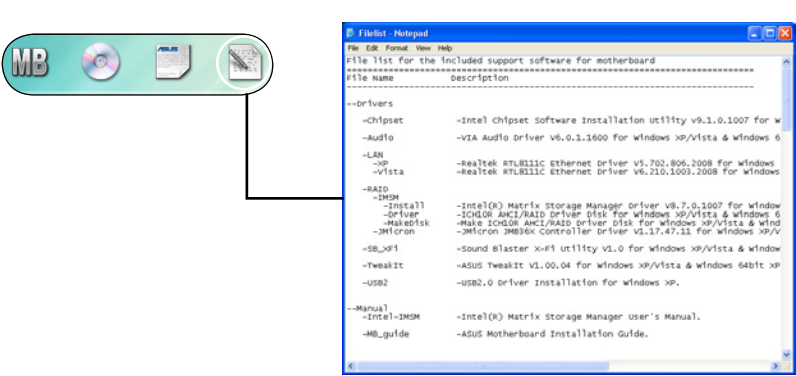 MB
ASUS
Filelist - Notepad
File Edit Format View Help
File list for the included support software for motherboard
================================================================================
File Name Description
--------------------------------------------------------------------------------
--Drivers
-Chipset -Intel Chipset Software Installation Utility v9.1.0.1007 for W
-Audio -VIA Audio Driver V6.0.1.1600 for Windows XP/Vista & Windows 6
-LAN
-XP -Realtek RTL8111C Ethernet Driver V5.702.806.2008 for Windows
-Vista -Realtek RTL8111C Ethernet Driver V6.210.1003.2008 for Windows
-RAID
-IMSM
-Install -Intel(R) Matrix Storage Manager Driver V8.7.0.1007 for Window
-Driver -ICH10R AHCI/RAID Driver Disk for Windows XP/Vista & Windows 6
-MakeDisk -Make ICH10R AHCI/RAID Driver Disk for Windows XP/Vista & Wind
-JMicron -JMicron JMB36X Controller Driver V1.17.47.11 for Windows XP/V
-SB_XFi -Sound Blaster X-Fi Utility V1.0 for Windows XP/Vista & Window
-TweakIt -ASUS TweakIt V1.00.04 for Windows XP/Vista & Windows 64bit XP
-USB2 -USB2.0 Driver Installation for Windows XP.
--Manual
-Intel-IMSM -Intel(R) Matrix Storage Manager User's Manual.
-MB_guide -ASUS Motherboard Installation Guide.